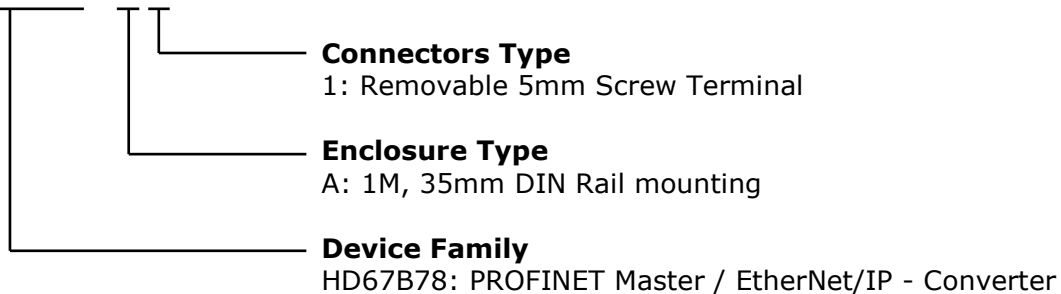 Connectors Type
1: Removable 5mm Screw Terminal
Enclosure Type
A: 1M, 35mm DIN Rail mounting
Device Family
HD67B78: PROFINET Master / EtherNet/IP - Converter